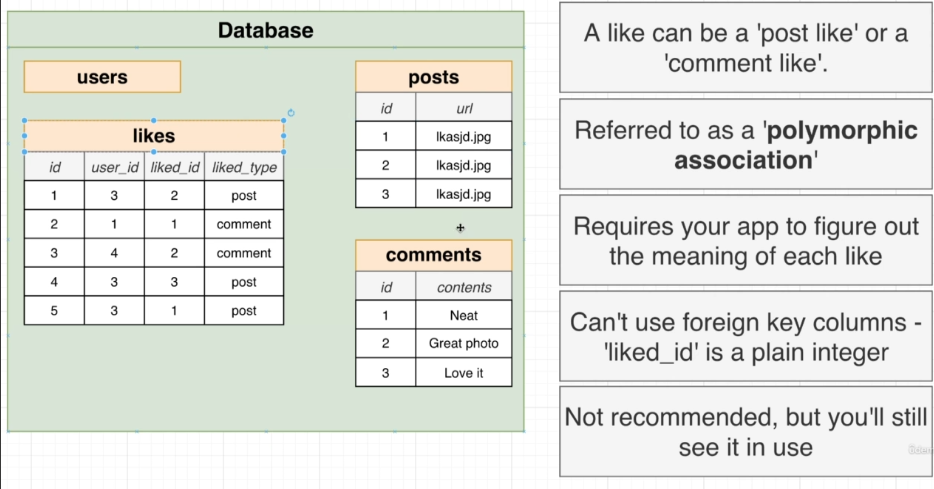 Database
users
likes
id user_id liked_id liked_type
1 3 2 post
2 1 1 comment
3 4 2 comment
4 3 3 post
5 3 1 post
posts
id url
1 lkasjd.jpg
2 lkasjd.jpg
3 lkasjd.jpg
comments
id contents
1 Neat
2 Great photo
3 Love it
A like can be a 'post like' or a
'comment like'.
Referred to as a 'polymorphic
association'
Requires your app to figure out
the meaning of each like
Can't use foreign key columns -
'liked_id' is a plain integer
Not recommended, but you'll still
see it in use